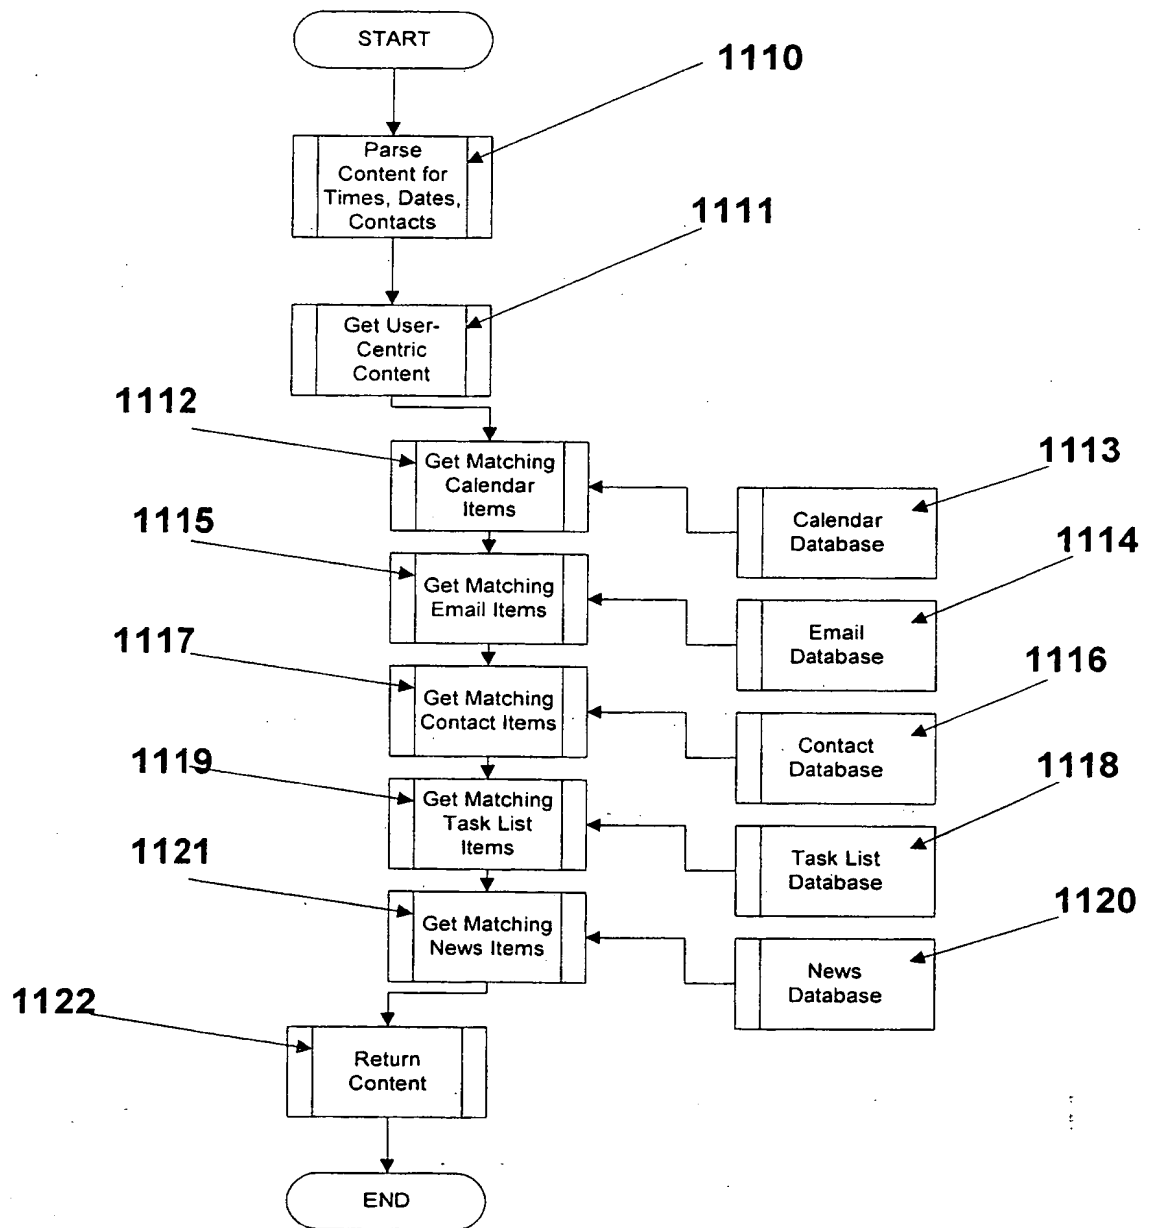 START
1110
Parse
Content for
Times, Dates,
Contacts
1111
Get User-
Centric
Content
1112
Get Matching
Calendar
Items
1113
Calendar
Database
1115
Get Matching
Email Items
1114
Email
Database
1117
Get Matching
Contact Items
1116
Contact
Database
1119
Get Matching
Task List
Items
1118
Task List
Database
1121
Get Matching
News Items
1120
News
Database
1122
Return
Content
END